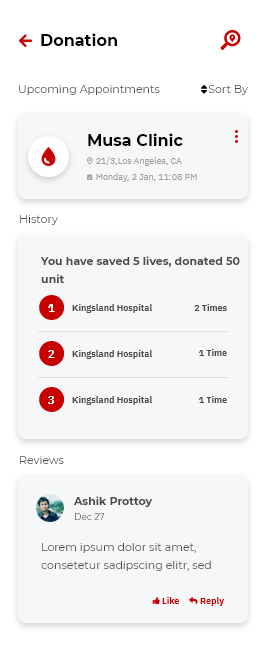 Donation
Upcoming Appointments
Sort By
Musa Clinic
21/3,Los Angeles, CA
Monday, 2 Jan, 11:08 PM
History
You have saved 5 lives, donated 50
unit
1 Kingsland Hospital 2 Times
2 Kingsland Hospital 1 Time
3 Kingsland Hospital 1 Time
Reviews
Ashik Prottoy
Dec 27
Lorem ipsum dolor sit amet,
consetetur sadipscing elitr, sed
Like Reply